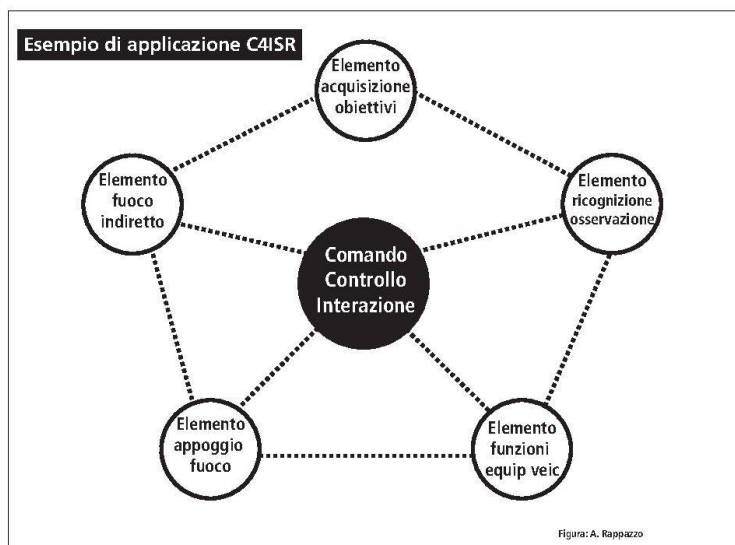 Esempio di applicazione C4ISR
Elemento
acquisizione
obiettivi
Elemento
fuoco
indiretto
Elemento
ricognizione
osservazione
Comando
Controllo
Interazione
Elemento
appoggio
fuoco
Elemento
funzioni
equip veic
Figura: A. Rappazzo